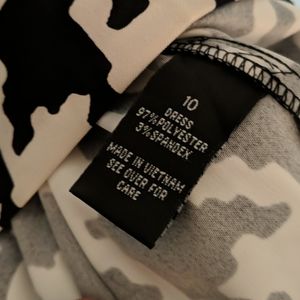 10
DRESS
97% POLYESTER
3% SPANDEX
MADE IN VIETNAM
SEE OVER FOR
CARE